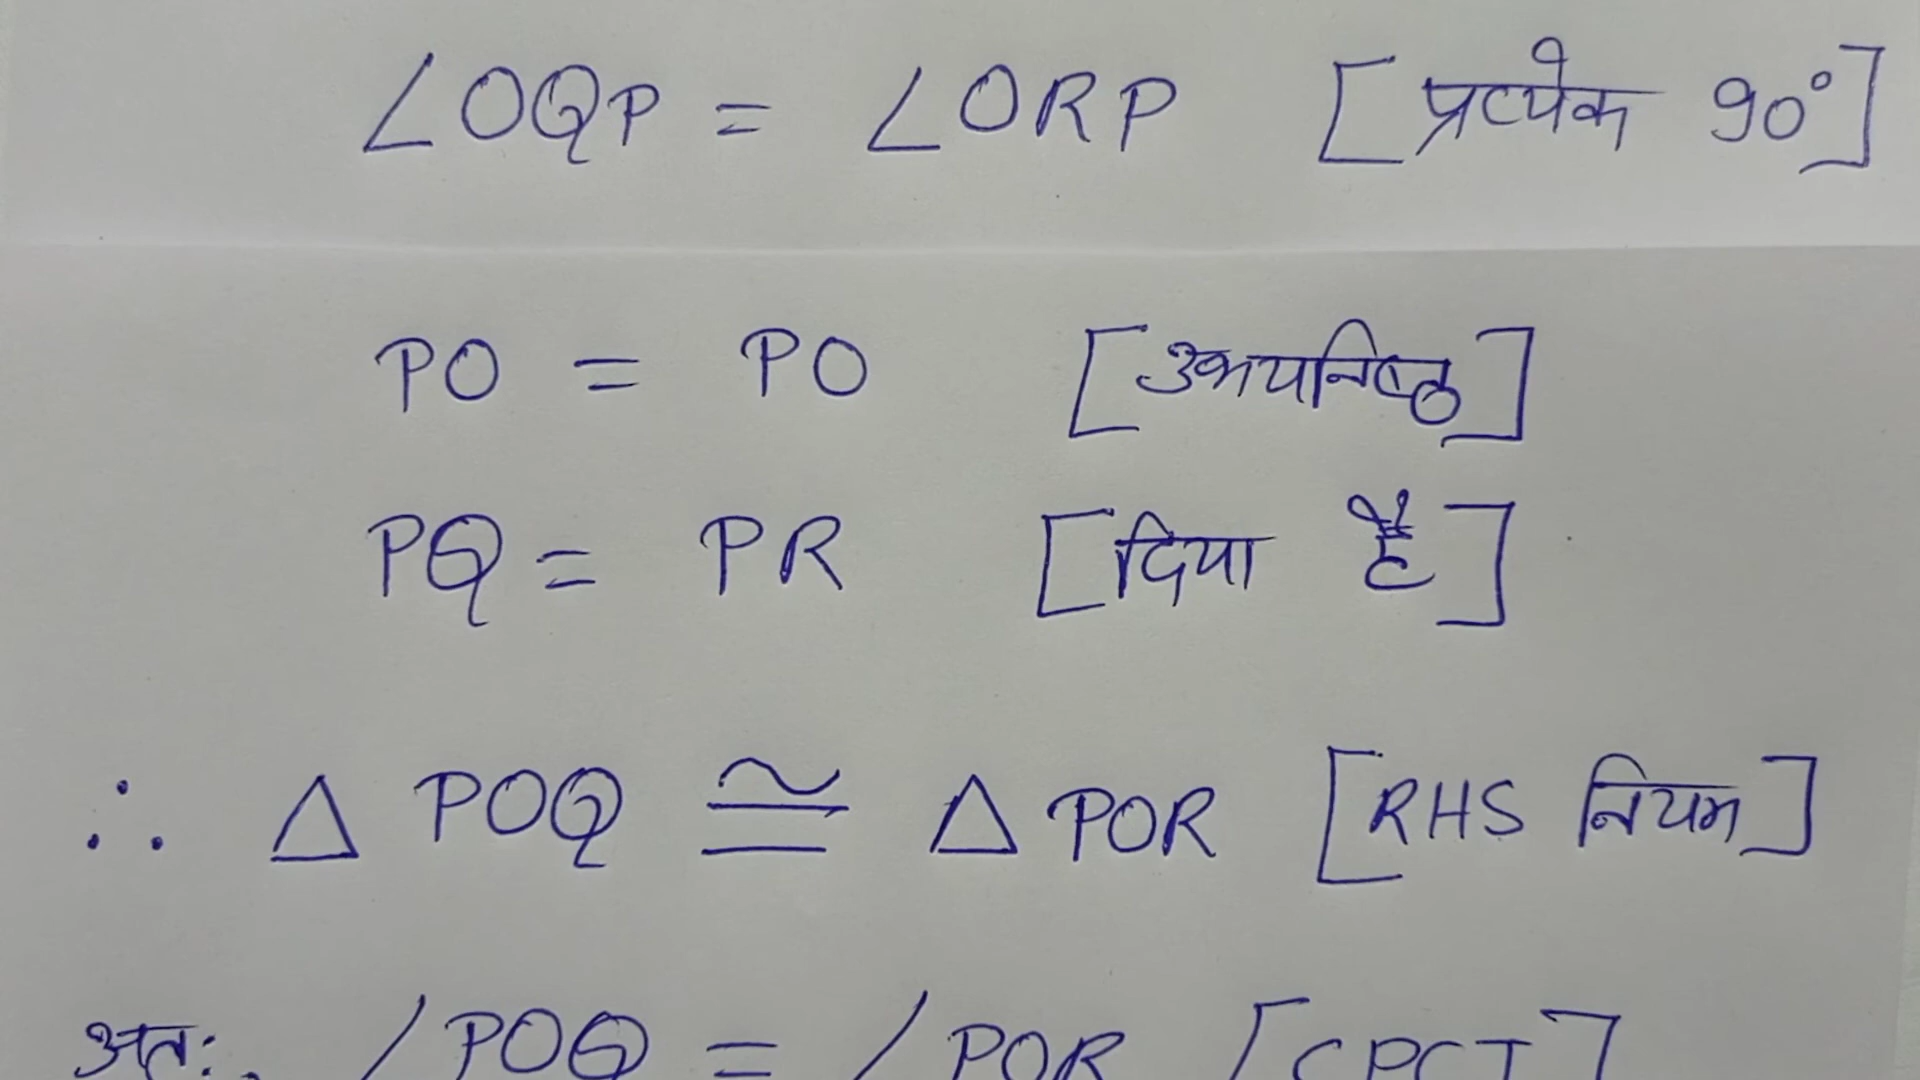 ∠OQP = ∠ORP [प्रत्येक 90°]
PO = PO [उभयनिष्ठ]
PQ = PR [दिया है]
∴ △ POQ ≅ △ POR [RHS नियम]
अतः, ∠POQ = ∠POR [CPCT]